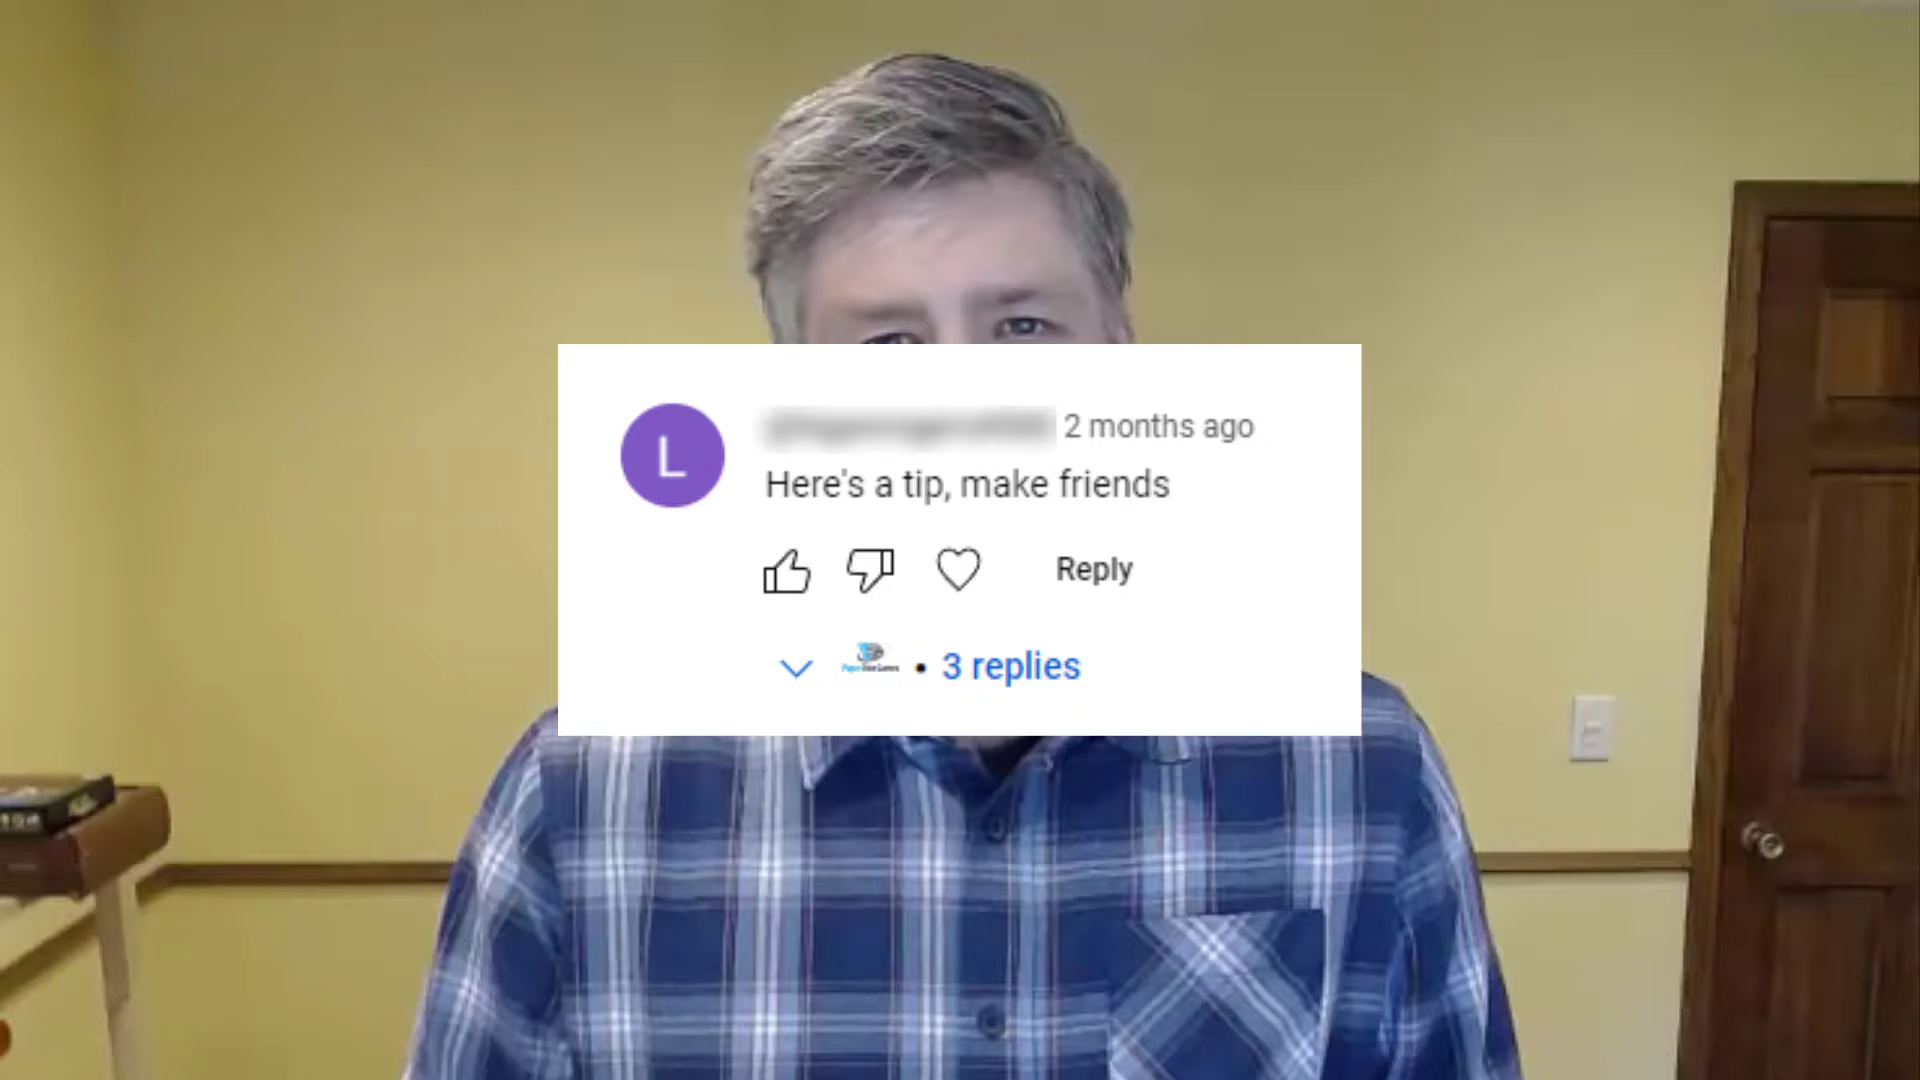 L
2 months ago
Here's a tip, make friends
Reply
• 3 replies